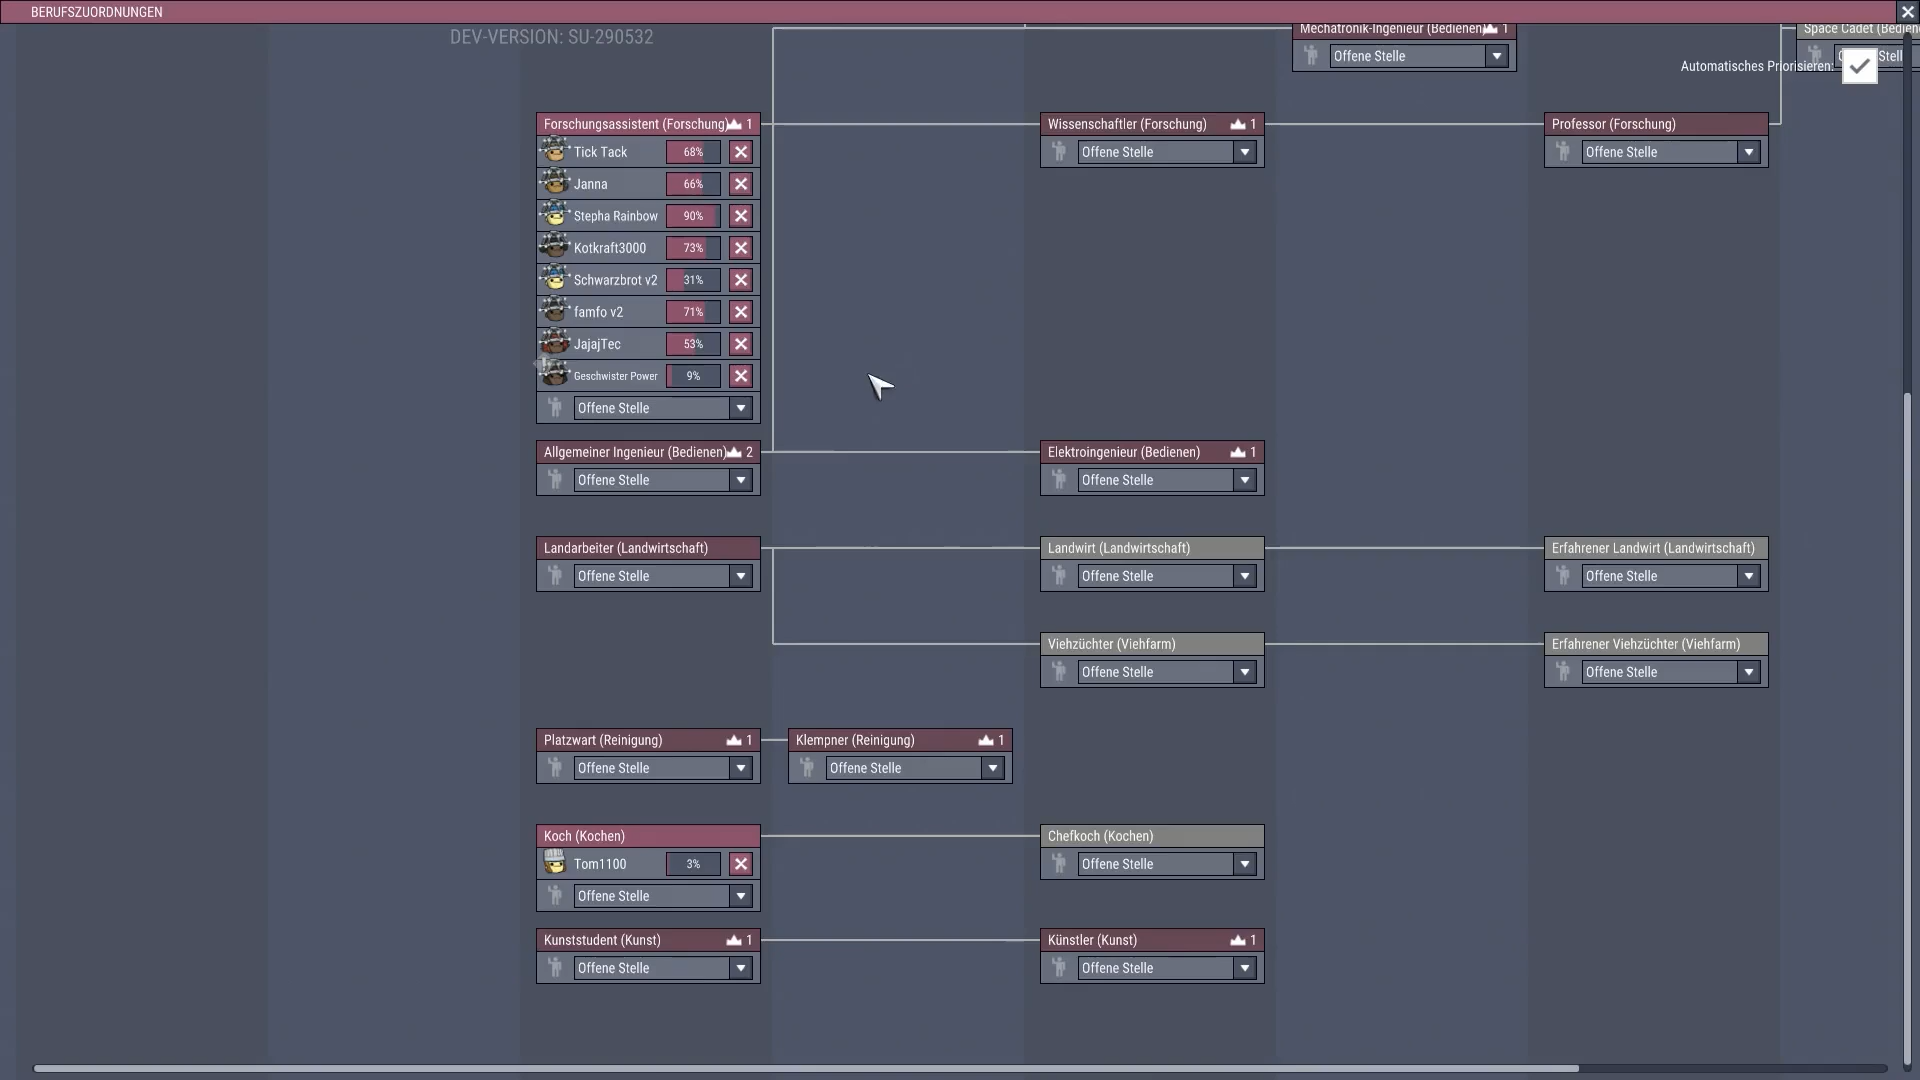 BERUFSZUORDNUNGEN
DEV-VERSION: SU-290532
Mechatronik-Ingenieur (Bedienen) 1
Offene Stelle
Space Cadet (Bedien
Automatisches Priorisieren:
Forschungsassistent (Forschung) 1
Tick Tack 68%
Janna 66%
Stepha Rainbow 90%
Kotkraft3000 73%
Schwarzbrot v2 31%
famfo v2 71%
JajajTec 53%
Geschwister Power 9%
Offene Stelle
Wissenschaftler (Forschung) 1
Offene Stelle
Professor (Forschung)
Offene Stelle
Allgemeiner Ingenieur (Bedienen) 2
Offene Stelle
Elektroingenieur (Bedienen) 1
Offene Stelle
Landarbeiter (Landwirtschaft)
Offene Stelle
Landwirt (Landwirtschaft)
Offene Stelle
Erfahrener Landwirt (Landwirtschaft)
Offene Stelle
Viehzüchter (Viehfarm)
Offene Stelle
Erfahrener Viehzüchter (Viehfarm)
Offene Stelle
Platzwart (Reinigung) 1
Offene Stelle
Klempner (Reinigung) 1
Offene Stelle
Koch (Kochen)
Tom1100 3%
Offene Stelle
Chefkoch (Kochen)
Offene Stelle
Kunststudent (Kunst) 1
Offene Stelle
Künstler (Kunst) 1
Offene Stelle